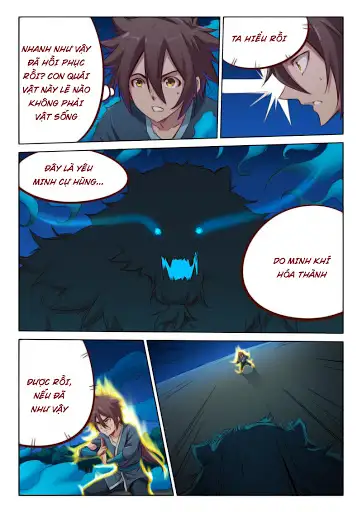 NHANH NHƯ VẬY
ĐÃ HỒI PHỤC
RỒI? CON QUÁI
VẬT NÀY LẼ NÀO
KHÔNG PHẢI
VẬT SỐNG
TA HIỂU RỒI
ĐÂY LÀ YÊU
MINH CỰ HÙNG...
DO MINH KHÍ
HÓA THÀNH
ĐƯỢC RỒI,
NẾU ĐÃ
NHƯ VẬY